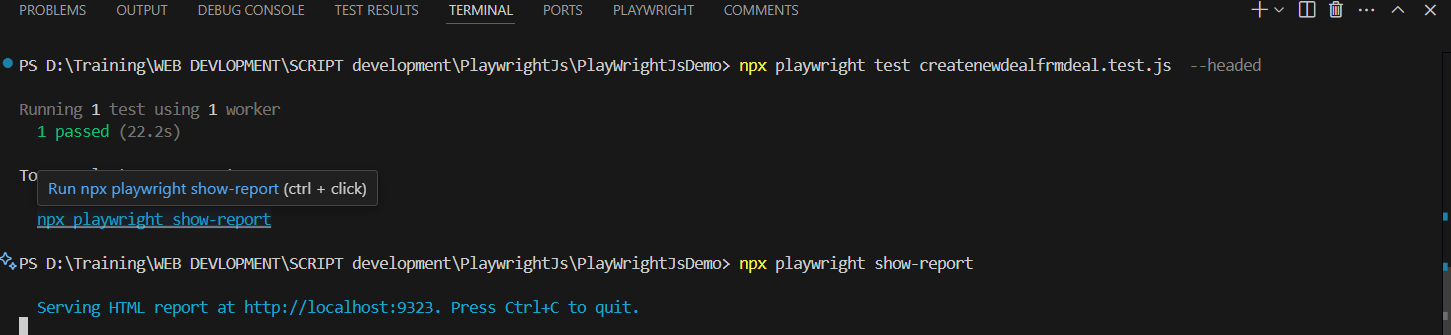 PROBLEMS OUTPUT DEBUG CONSOLE TEST RESULTS TERMINAL PORTS PLAYWRIGHT COMMENTS
PS D:\Training\WEB DEVLOPMENT\SCRIPT development\PlaywrightJs\PlayWrightJsDemo> npx playwright test createnewdealfrmdeal.test.js --headed
Running 1 test using 1 worker
1 passed (22.2s)
To
Run npx playwright show-report (ctrl + click)
npx playwright show-report
PS D:\Training\WEB DEVLOPMENT\SCRIPT development\PlaywrightJs\PlayWrightJsDemo> npx playwright show-report
Serving HTML report at http://localhost:9323. Press Ctrl+C to quit.